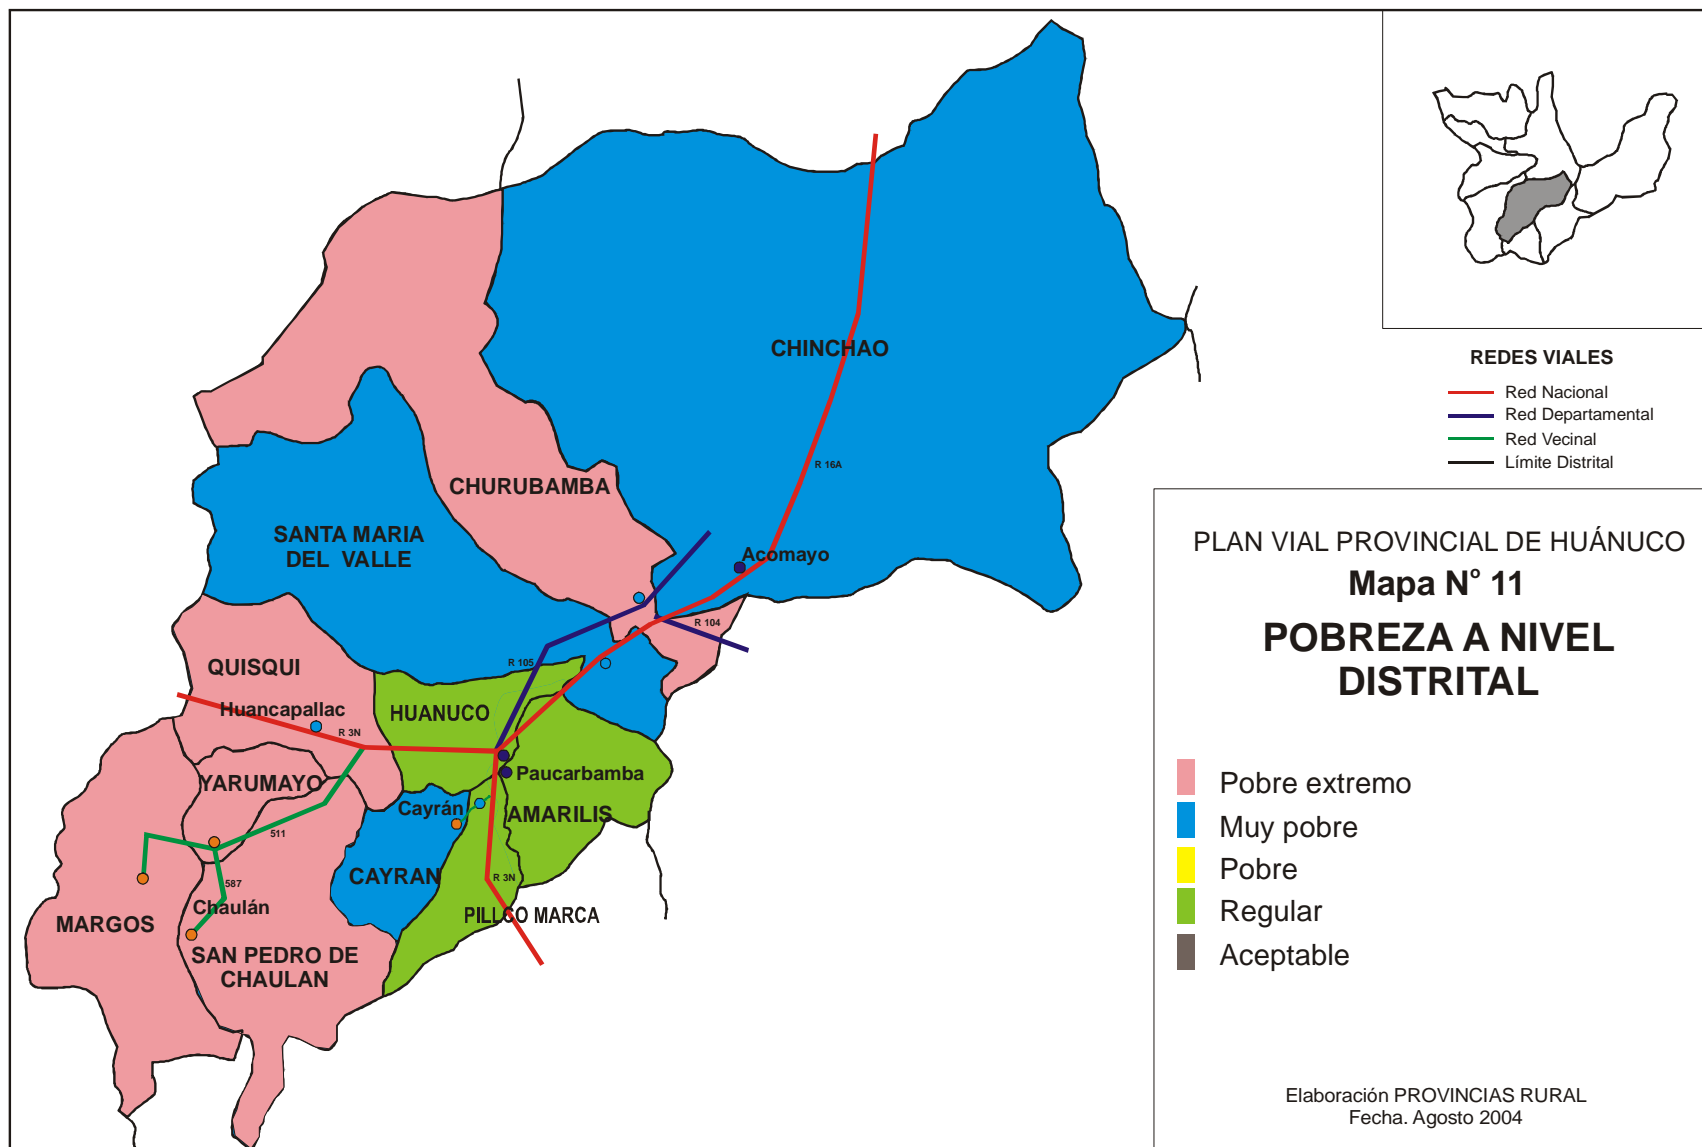 CHINCHAO
R 16A
CHURUBAMBA
SANTA MARIA
DEL VALLE
Acomayo
R 104
R 105
QUISQUI
HUANUCO
Huancapallac
R 3N
YARUMAYO
Paucarbamba
Cayrán
AMARILIS
511
CAYRAN
R 3N
587
Chaulán
MARGOS
PILLCO MARCA
SAN PEDRO DE
CHAULAN
REDES VIALES
Red Nacional
Red Departamental
Red Vecinal
Límite Distrital
PLAN VIAL PROVINCIAL DE HUÁNUCO
Mapa N° 11
POBREZA A NIVEL
DISTRITAL
Pobre extremo
Muy pobre
Pobre
Regular
Aceptable
Elaboración PROVINCIAS RURAL
Fecha. Agosto 2004